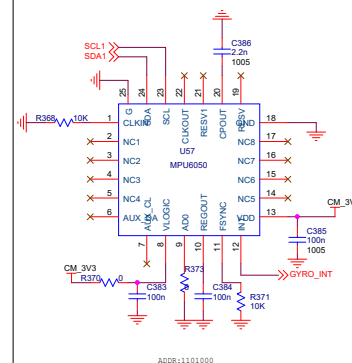 SCL1
SDA1
C386
2.2n
1005
25
24
23
22
21
20
19
G
SDA
SCL
CLKOUT
RESV1
CPOUT
RESV
R368
10K
1
CLKIN
GND
18
2
NC1
U57
NC8
17
3
NC2
MPU6050
NC7
16
4
NC3
NC6
15
5
NC4
NC5
14
6
AUX_DA
VDD
13
AUX_CL
VLOGIC
AD0
REGOUT
FSYNC
INT
7
8
9
10
11
12
C385
100n
1005
CM_3V3
R370
0
R373
GYRO_INT
C383
100n
C384
100n
R371
10K
ADDR:1101000